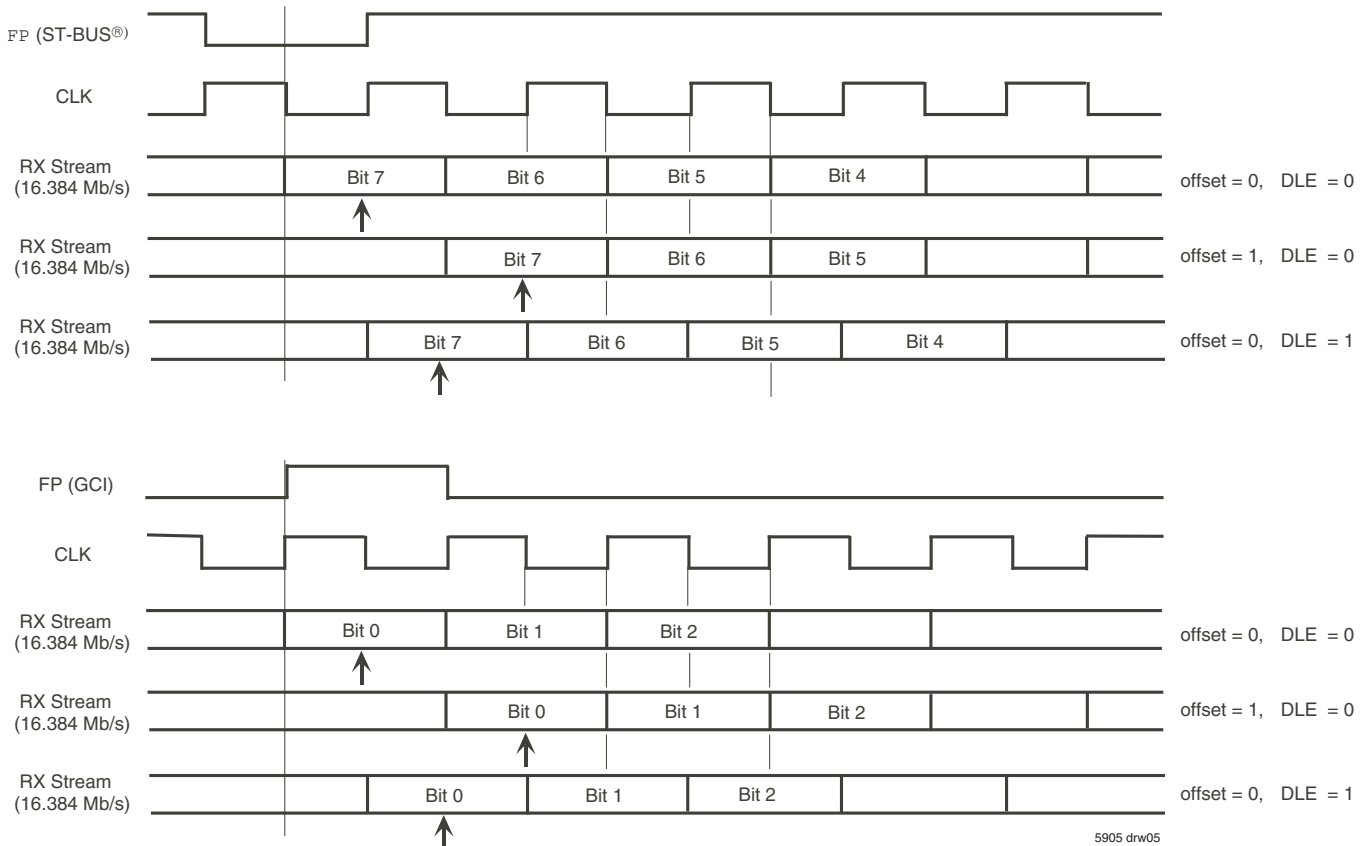 FP (ST-BUS®)
CLK
RX Stream
(16.384 Mb/s)
Bit 7
Bit 6
Bit 5
Bit 4
offset = 0, DLE = 0
RX Stream
(16.384 Mb/s)
Bit 7
Bit 6
Bit 5
offset = 1, DLE = 0
RX Stream
(16.384 Mb/s)
Bit 7
Bit 6
Bit 5
Bit 4
offset = 0, DLE = 1
FP (GCI)
CLK
RX Stream
(16.384 Mb/s)
Bit 0
Bit 1
Bit 2
offset = 0, DLE = 0
RX Stream
(16.384 Mb/s)
Bit 0
Bit 1
Bit 2
offset = 1, DLE = 0
RX Stream
(16.384 Mb/s)
Bit 0
Bit 1
Bit 2
offset = 0, DLE = 1
5905 drw05